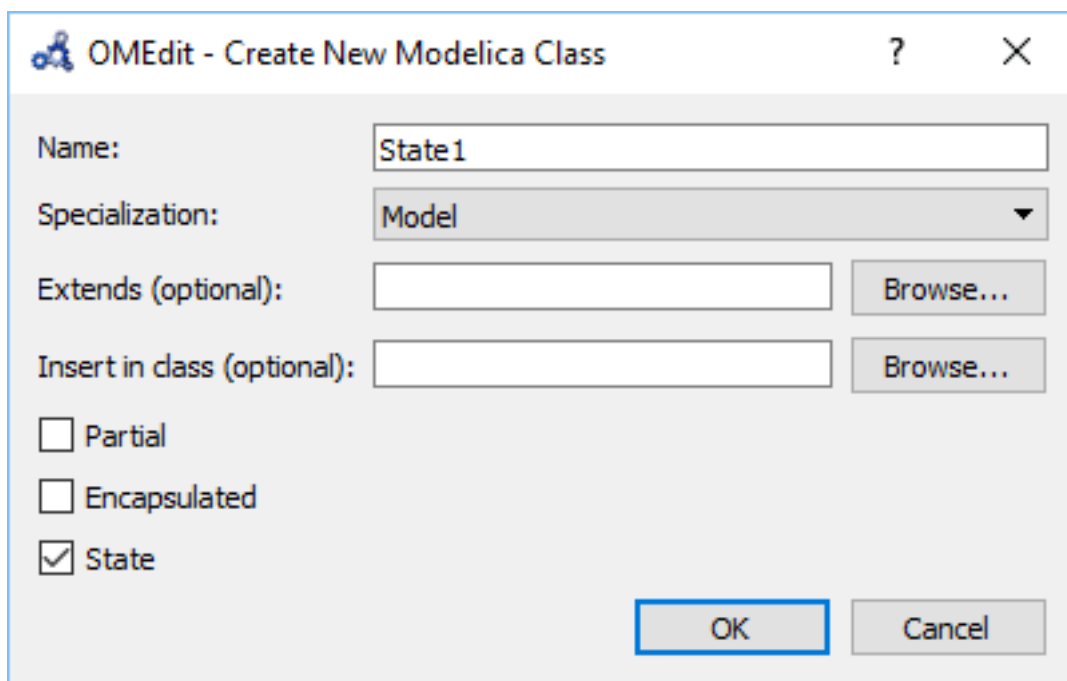 OMEdit - Create New Modelica Class ?
Name: State1
Specialization: Model
Extends (optional): Browse...
Insert in class (optional): Browse...
Partial
Encapsulated
State
OK Cancel